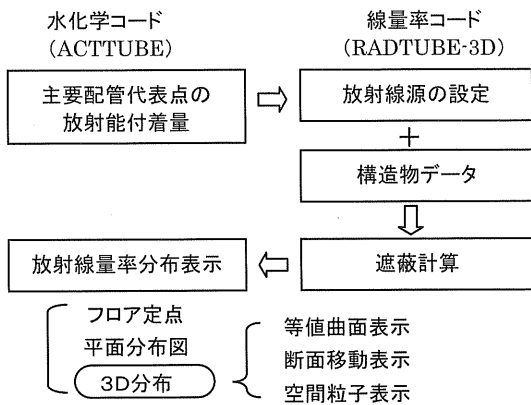 水化学コード
(ACTTUBE)
線量率コード
(RADTUBE-3D)
主要配管代表点の
放射能付着量
放射線源の設定
+
構造物データ
遮蔽計算
放射線量率分布表示
フロア定点
平面分布図
3D分布
等値曲面表示
断面移動表示
空間粒子表示